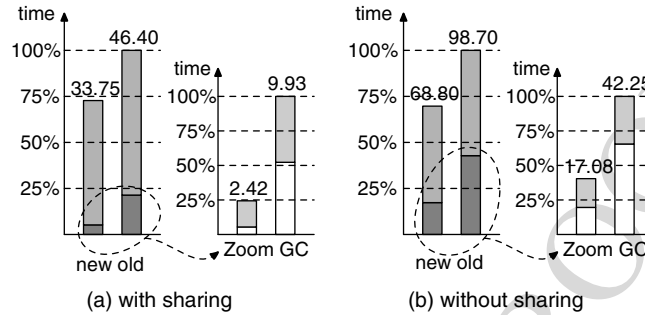 time
100%
75%
50%
25%
46.40
33.75
new old
time
100%
75%
50%
25%
9.93
2.42
Zoom GC
(a) with sharing
time
100%
75%
50%
25%
98.70
68.80
new old
time
100%
75%
50%
25%
42.25
17.08
Zoom GC
(b) without sharing